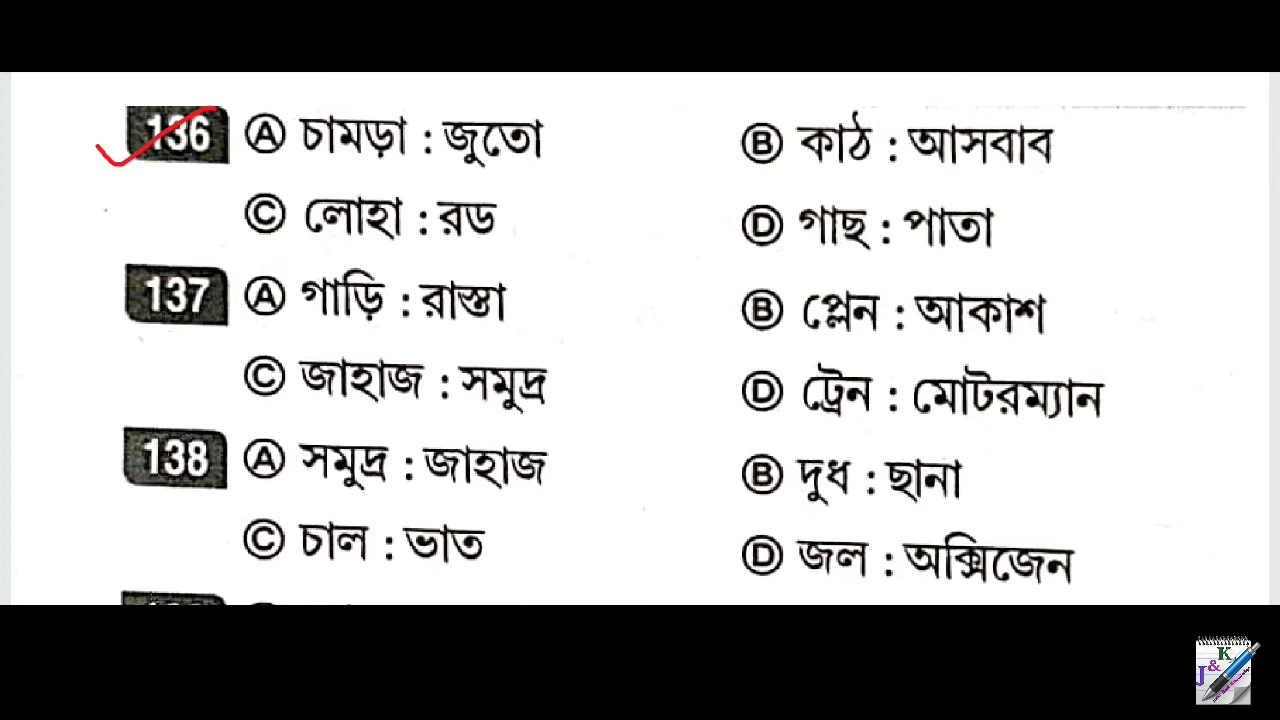 136 Ⓐ চামড়া : জুতো Ⓑ কাঠ : আসবাব
Ⓒ লোহা : রড Ⓓ গাছ : পাতা
137 Ⓐ গাড়ি : রাস্তা Ⓑ প্লেন : আকাশ
Ⓒ জাহাজ : সমুদ্র Ⓓ ট্রেন : মোটরম্যান
138 Ⓐ সমুদ্র : জাহাজ Ⓑ দুধ : ছানা
Ⓒ চাল : ভাত Ⓓ জল : অক্সিজেন
J & K